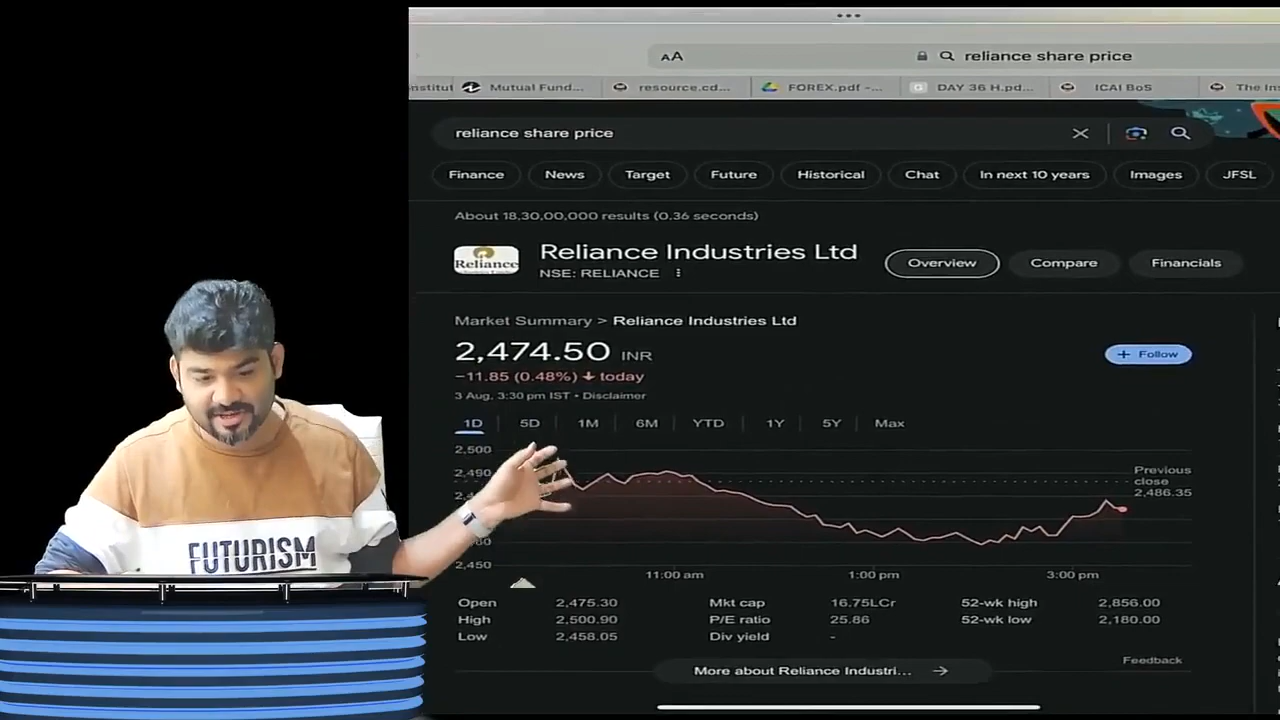 •••
AA reliance share price
nstitut Mutual Fund... resource.cd... FOREX.pdf -... DAY 36 H.pd... ICAI BoS The Ins
reliance share price
Finance News Target Future Historical Chat In next 10 years Images JFSL
About 18,30,00,000 results (0.36 seconds)
Reliance
Reliance Industries Ltd
Overview Compare Financials
NSE: RELIANCE
Market Summary > Reliance Industries Ltd
2,474.50 INR
+ Follow
−11.85 (0.48%) ↓ today
3 Aug, 3:30 pm IST • Disclaimer
1D 5D 1M 6M YTD 1Y 5Y Max
2,500
2,490
Previous
close
2,486.35
2,450
11:00 am 1:00 pm 3:00 pm
Open 2,475.30 Mkt cap 16.75LCr 52-wk high 2,856.00
High 2,500.90 P/E ratio 25.86 52-wk low 2,180.00
Low 2,458.05 Div yield -
Feedback
More about Reliance Industri... →
FUTURISM